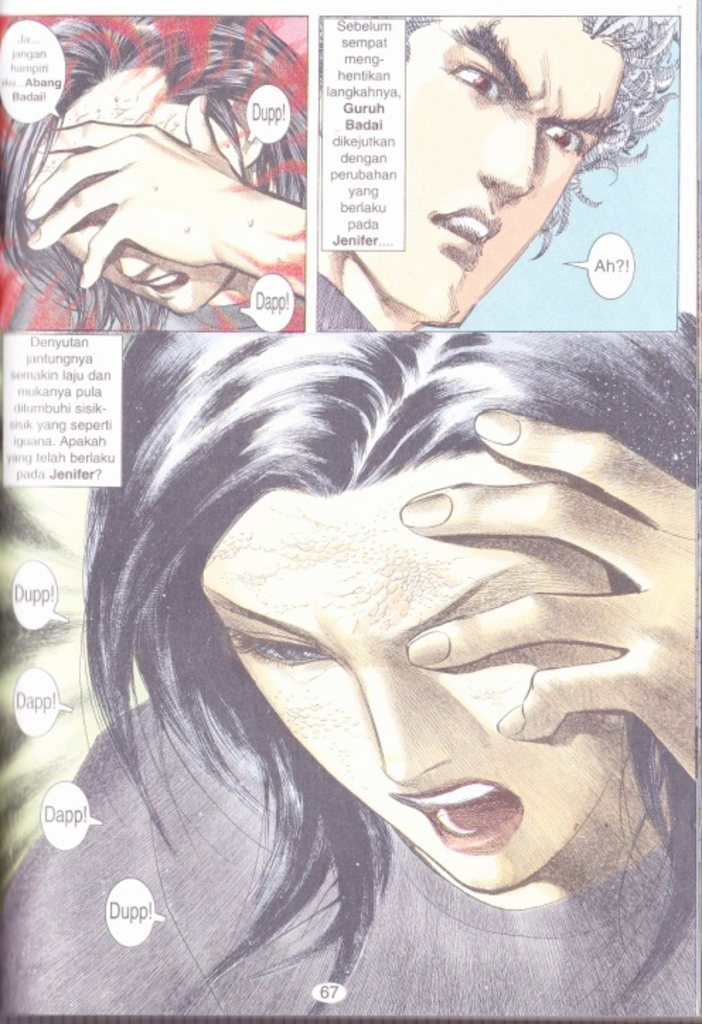 Ja...
jangan
hampiri
aku...Abang
Badai!
Dupp!
Dapp!
Sebelum
sempat
meng-
hentikan
langkahnya,
Guruh
Badai
dikejutkan
dengan
perubahan
yang
berlaku
pada
Jenifer....
Ah?!
Denyutan
jantungnya
semakin laju dan
mukanya pula
ditumbuhi sisik-
sisik yang seperti
iguana. Apakah
yang telah berlaku
pada Jenifer?
Dupp!
Dapp!
Dapp!
Dupp!
67